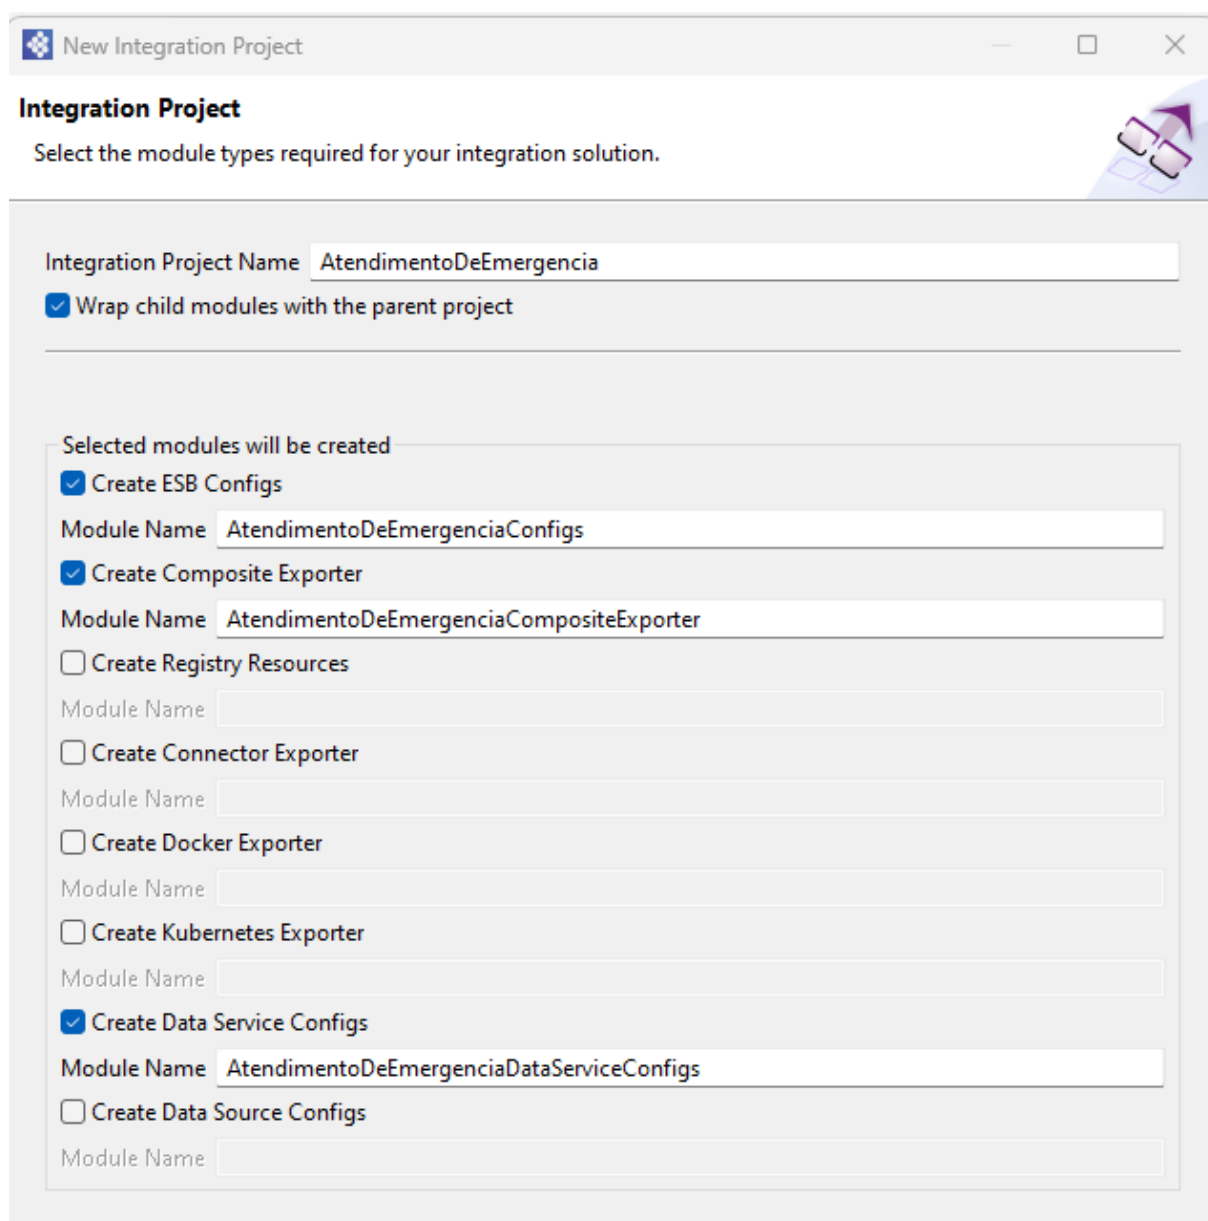 New Integration Project
Integration Project
Select the module types required for your integration solution.
Integration Project Name AtendimentoDeEmergencia
Wrap child modules with the parent project
Selected modules will be created
Create ESB Configs
Module Name AtendimentoDeEmergenciaConfigs
Create Composite Exporter
Module Name AtendimentoDeEmergenciaCompositeExporter
Create Registry Resources
Module Name
Create Connector Exporter
Module Name
Create Docker Exporter
Module Name
Create Kubernetes Exporter
Module Name
Create Data Service Configs
Module Name AtendimentoDeEmergenciaDataServiceConfigs
Create Data Source Configs
Module Name